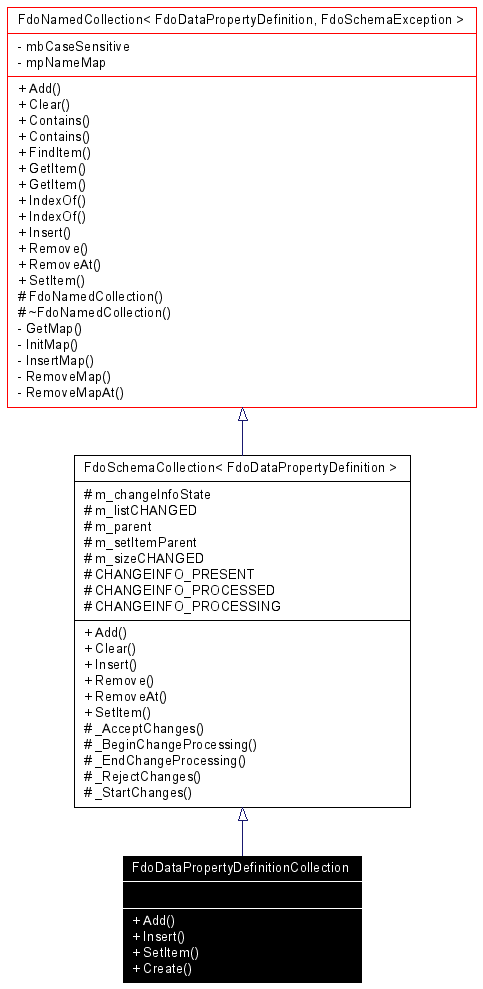 FdoNamedCollection< FdoDataPropertyDefinition, FdoSchemaException >
- mbCaseSensitive
- mpNameMap
+ Add()
+ Clear()
+ Contains()
+ Contains()
+ FindItem()
+ GetItem()
+ GetItem()
+ IndexOf()
+ IndexOf()
+ Insert()
+ Remove()
+ RemoveAt()
+ SetItem()
# FdoNamedCollection()
# ~FdoNamedCollection()
- GetMap()
- InitMap()
- InsertMap()
- RemoveMap()
- RemoveMapAt()
FdoSchemaCollection< FdoDataPropertyDefinition >
# m_changeInfoState
# m_listCHANGED
# m_parent
# m_setItemParent
# m_sizeCHANGED
# CHANGEINFO_PRESENT
# CHANGEINFO_PROCESSED
# CHANGEINFO_PROCESSING
+ Add()
+ Clear()
+ Insert()
+ Remove()
+ RemoveAt()
+ SetItem()
# _AcceptChanges()
# _BeginChangeProcessing()
# _EndChangeProcessing()
# _RejectChanges()
# _StartChanges()
FdoDataPropertyDefinitionCollection
+ Add()
+ Insert()
+ SetItem()
+ Create()